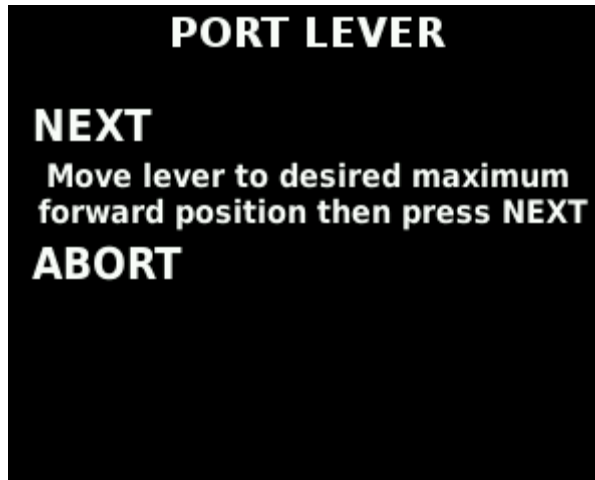 PORT LEVER
NEXT
Move lever to desired maximum
forward position then press NEXT
ABORT